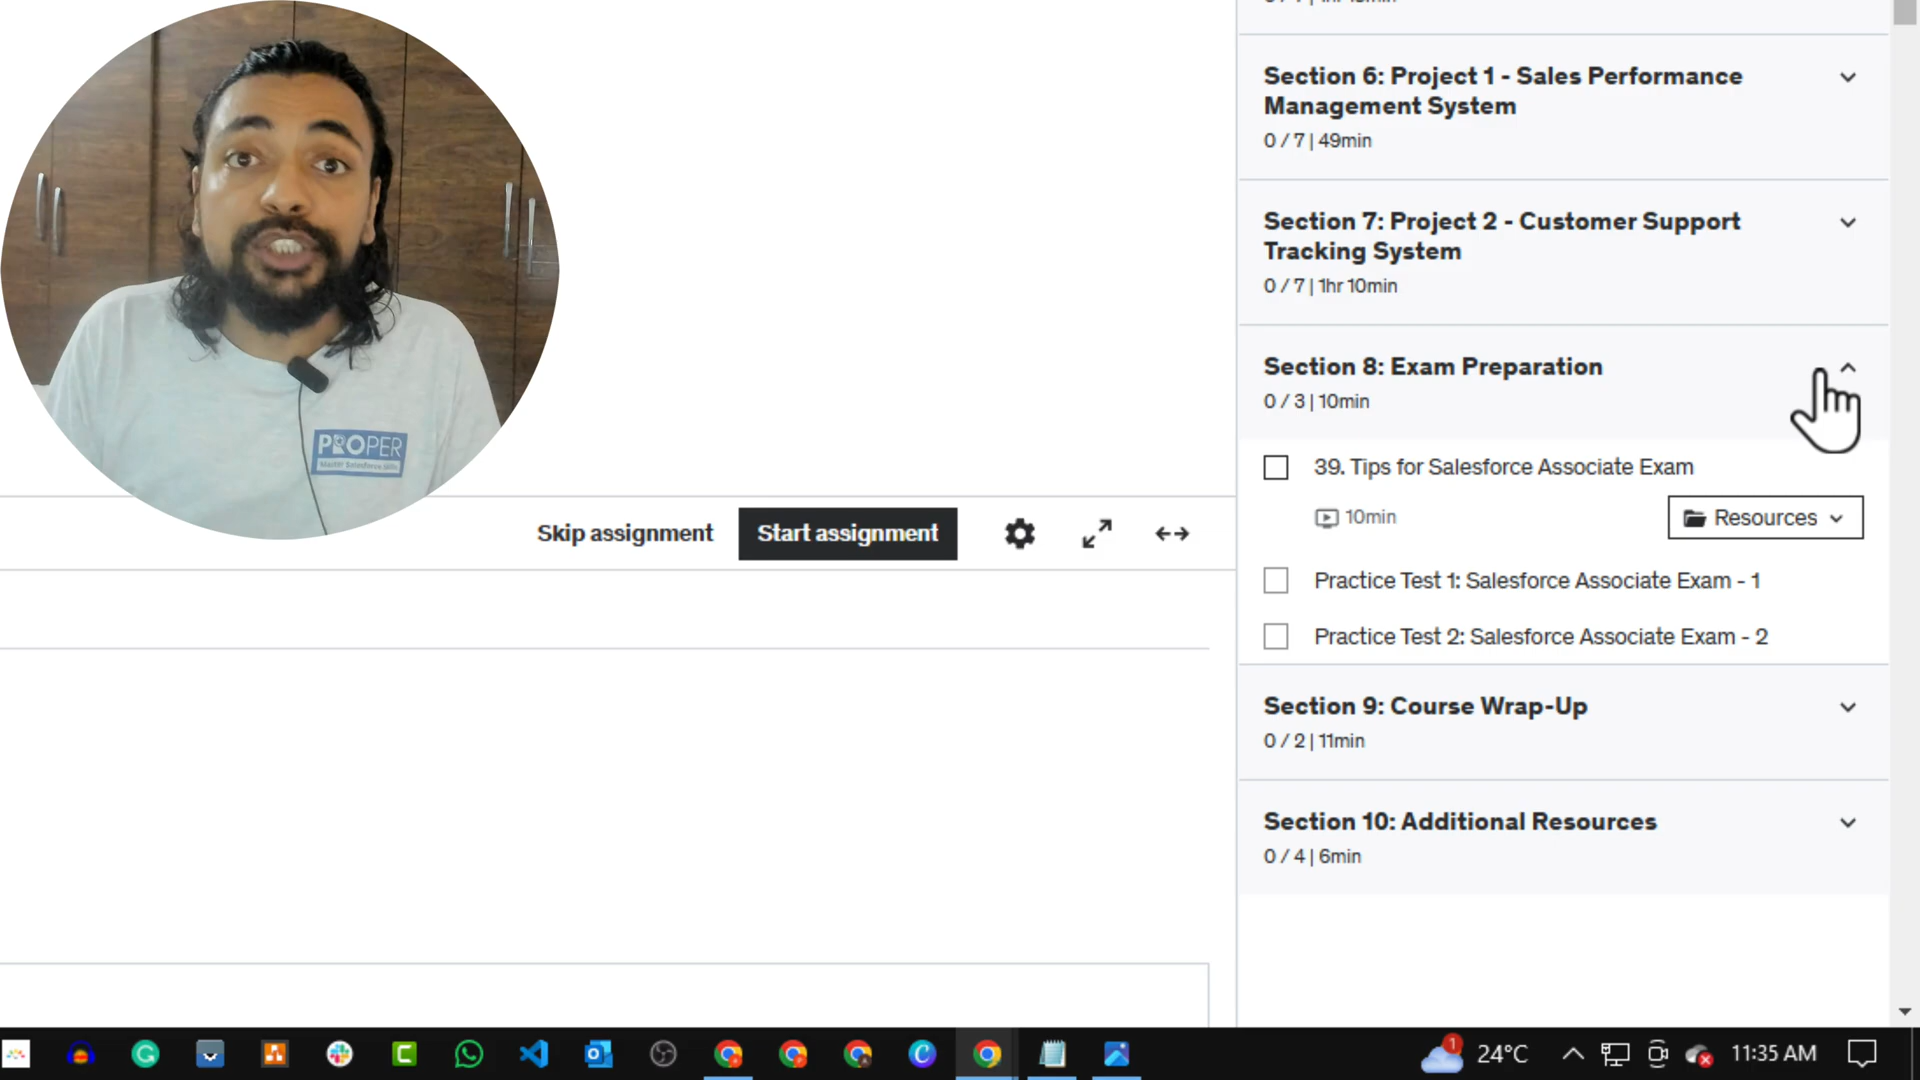 Section 6: Project 1 - Sales Performance
Management System
0 / 7 | 49min
Section 7: Project 2 - Customer Support
Tracking System
0 / 7 | 1hr 10min
Section 8: Exam Preparation
0 / 3 | 10min
39. Tips for Salesforce Associate Exam
10min
Resources
Practice Test 1: Salesforce Associate Exam - 1
Practice Test 2: Salesforce Associate Exam - 2
Section 9: Course Wrap-Up
0 / 2 | 11min
Section 10: Additional Resources
0 / 4 | 6min
PROPER
Master Salesforce Skills
Skip assignment
Start assignment
1
24°C
11:35 AM